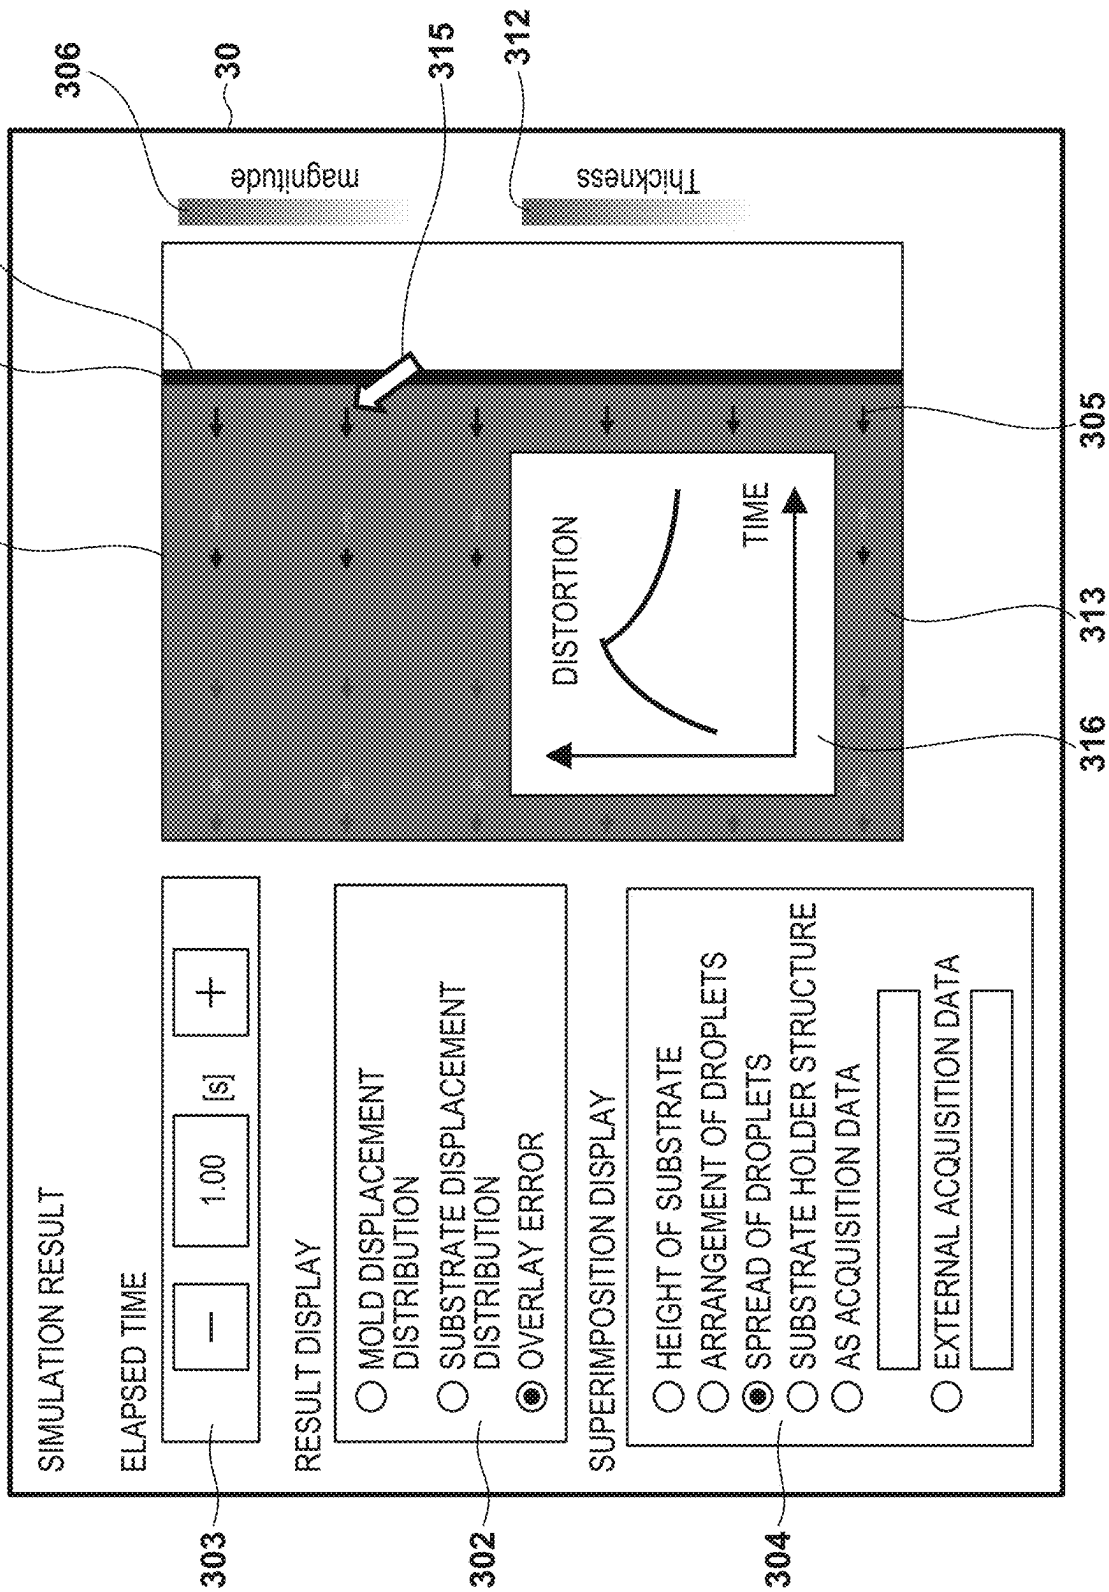 SIMULATION RESULT
ELAPSED TIME
−
1.00
[s]
+
303
RESULT DISPLAY
MOLD DISPLACEMENT
DISTRIBUTION
SUBSTRATE DISPLACEMENT
DISTRIBUTION
OVERLAY ERROR
302
SUPERIMPOSITION DISPLAY
HEIGHT OF SUBSTRATE
ARRANGEMENT OF DROPLETS
SPREAD OF DROPLETS
SUBSTRATE HOLDER STRUCTURE
AS ACQUISITION DATA
EXTERNAL ACQUISITION DATA
304
DISTORTION
TIME
magnitude
Thickness
306
30
315
312
316
313
305